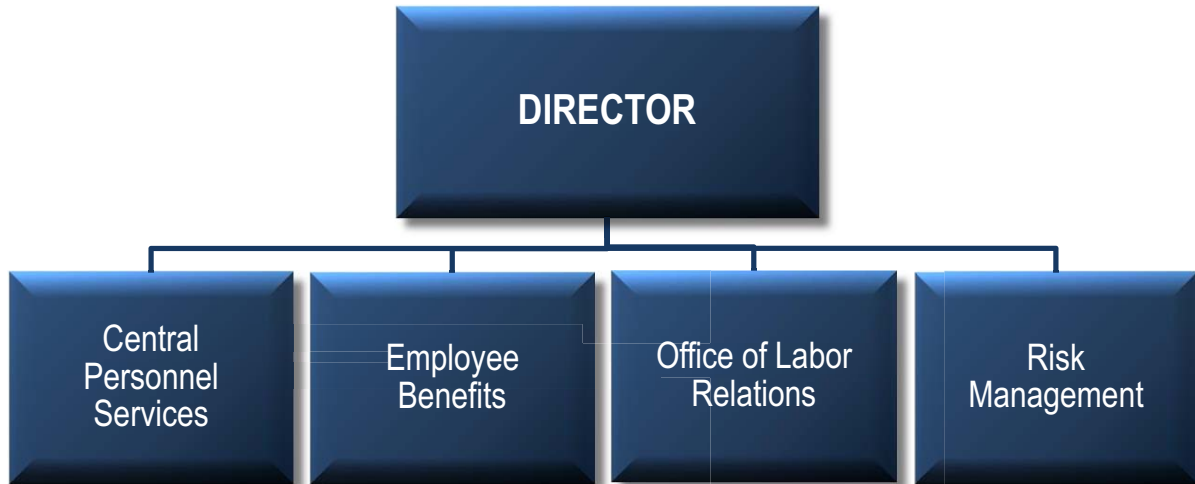 DIRECTOR
Central
Personnel
Services
Employee
Benefits
Office of Labor
Relations
Risk
Management